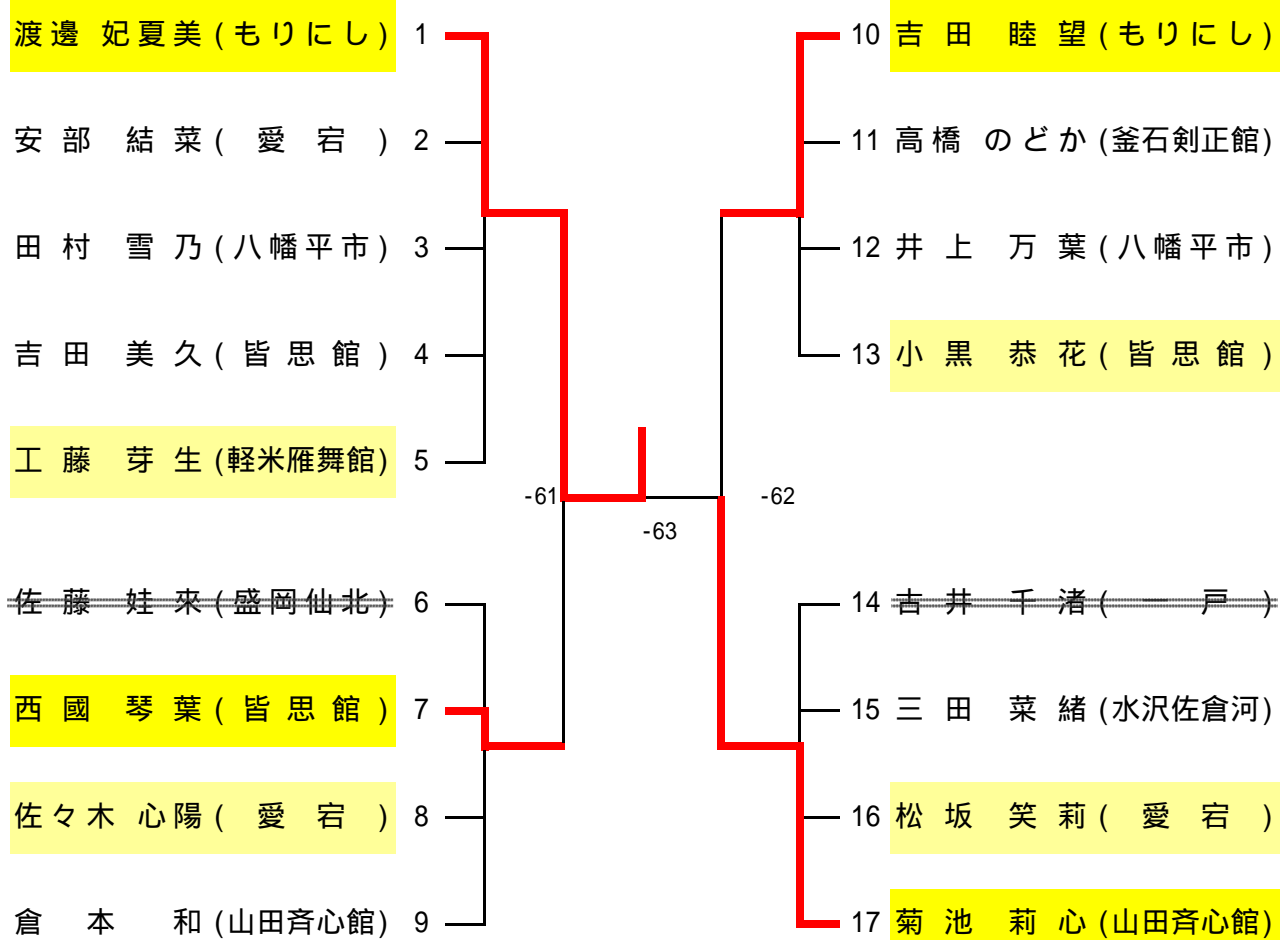 渡邊 妃夏美 (もりにし) 1
安部 結菜 (愛宕) 2
田村 雪乃 (八幡平市) 3
吉田 美久 (皆思館) 4
工藤 芽生 (軽米雁舞館) 5
佐藤 娃来 (盛岡仙北) 6
西國 琴葉 (皆思館) 7
佐々木 心陽 (愛宕) 8
倉本 和 (山田斉心館) 9
-61
-63
-62
10 吉田 睦望 (もりにし)
11 高橋 のどか (釜石剣正館)
12 井上 万葉 (八幡平市)
13 小黒 恭花 (皆思館)
14 古井 千渚 (一戸)
15 三田 菜緒 (水沢佐倉河)
16 松坂 笑莉 (愛宕)
17 菊池 莉心 (山田斉心館)